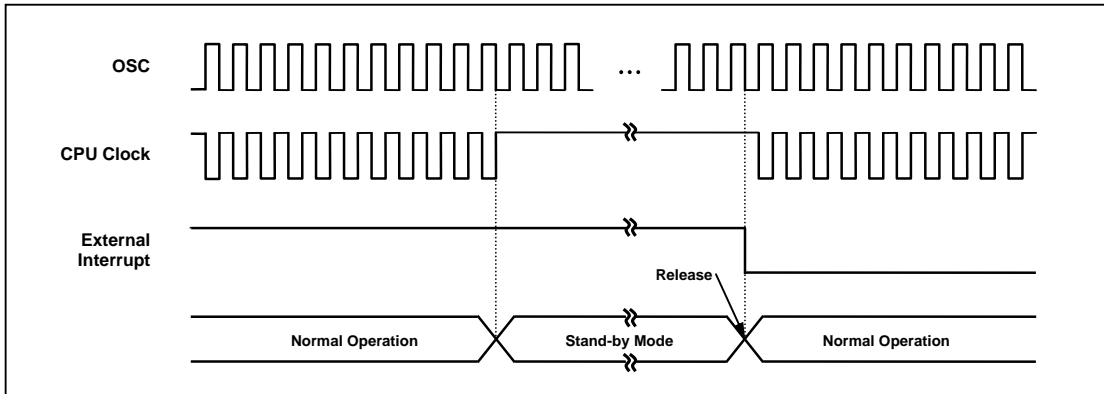 OSC
...
CPU Clock
External
Interrupt
Release
Normal Operation
Stand-by Mode
Normal Operation